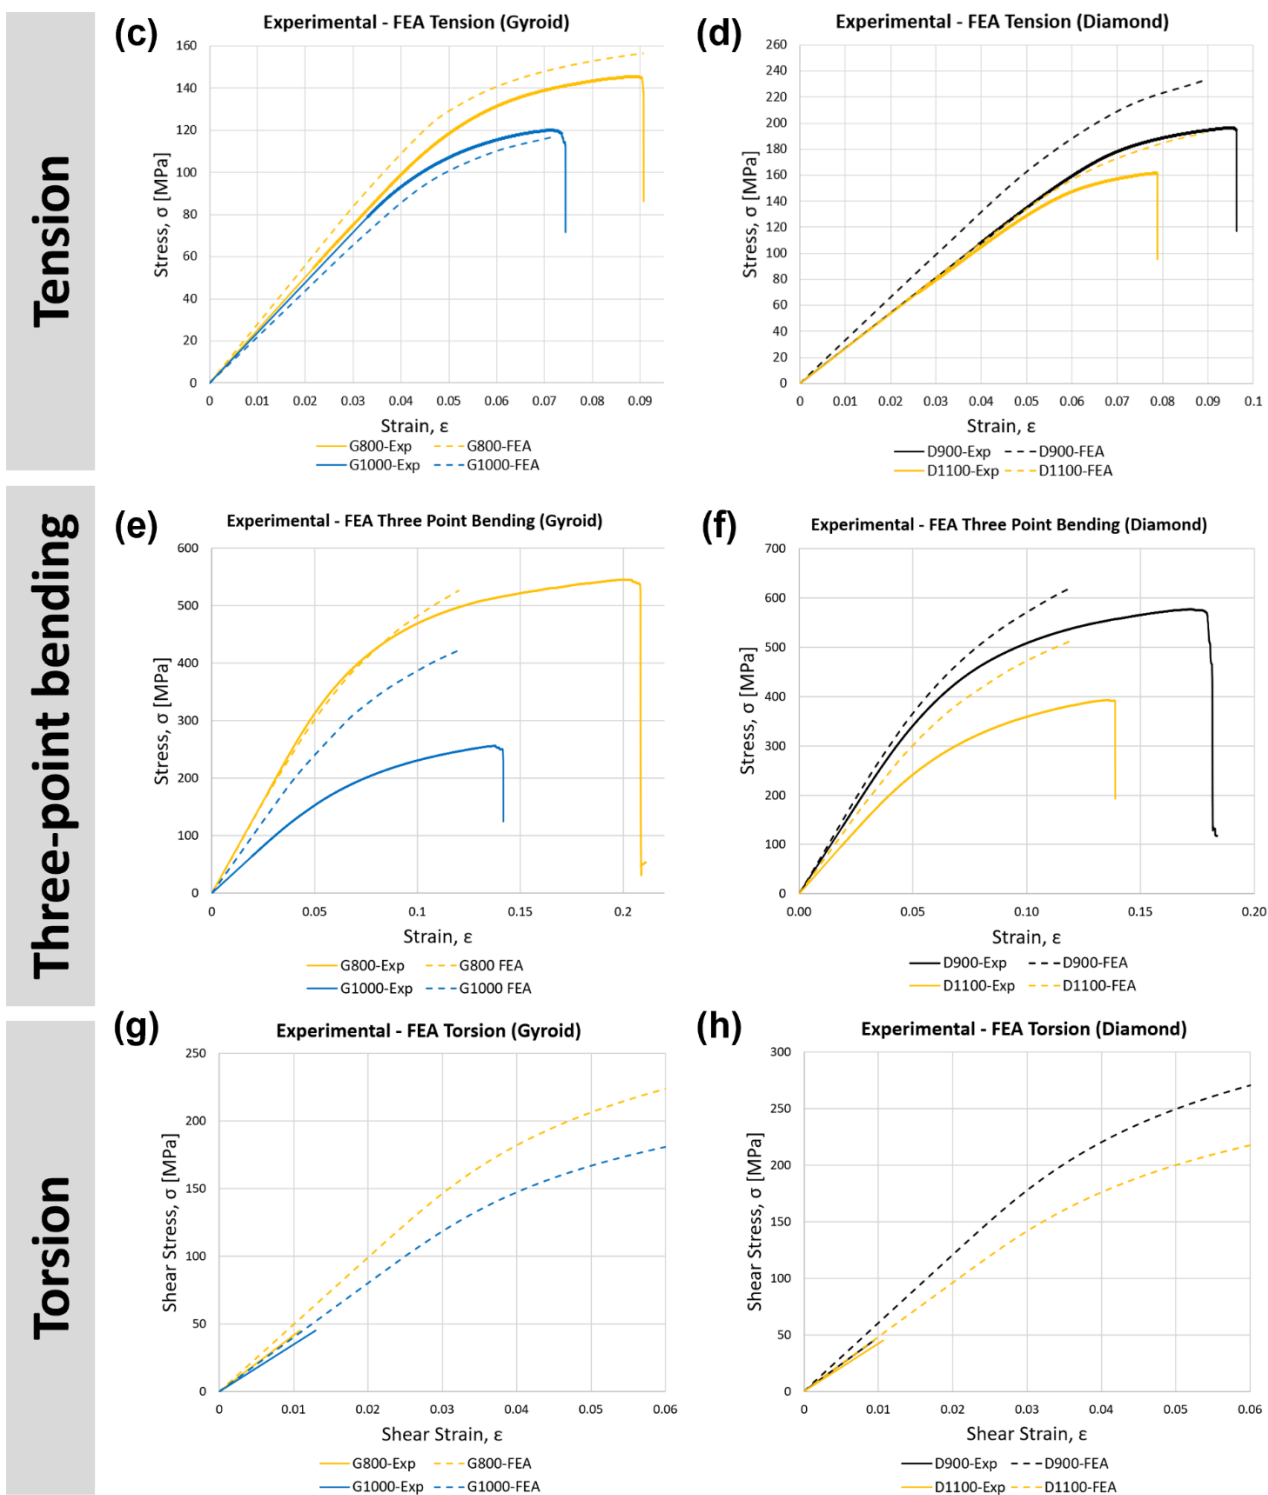 Tension
(c)
Experimental - FEA Tension (Gyroid)
Stress, σ [MPa]
160
140
120
100
80
60
40
20
0
0 0.01 0.02 0.03 0.04 0.05 0.06 0.07 0.08 0.09
Strain, ε
G800-Exp G800-FEA
G1000-Exp G1000-FEA
(d)
Experimental - FEA Tension (Diamond)
Stress, σ [MPa]
260
240
220
200
180
160
140
120
100
80
60
40
20
0
0 0.01 0.02 0.03 0.04 0.05 0.06 0.07 0.08 0.09 0.1
Strain, ε
D900-Exp D900-FEA
D1100-Exp D1100-FEA
Three-point bending
(e)
Experimental - FEA Three Point Bending (Gyroid)
Stress, σ [MPa]
600
500
400
300
200
100
0
0 0.05 0.1 0.15 0.2
Strain, ε
G800-Exp G800 FEA
G1000-Exp G1000 FEA
(f)
Experimental - FEA Three Point Bending (Diamond)
Stress, σ [MPa]
700
600
500
400
300
200
100
0
0.00 0.05 0.10 0.15 0.20
Strain, ε
D900-Exp D900-FEA
D1100-Exp D1100-FEA
Torsion
(g)
Experimental - FEA Torsion (Gyroid)
Shear Stress, σ [MPa]
250
200
150
100
50
0
0 0.01 0.02 0.03 0.04 0.05 0.06
Shear Strain, ε
G800-Exp G800-FEA
G1000-Exp G1000-FEA
(h)
Experimental - FEA Torsion (Diamond)
Shear Stress, σ [MPa]
300
250
200
150
100
50
0
0 0.01 0.02 0.03 0.04 0.05 0.06
Shear Strain, ε
D900-Exp D900-FEA
D1100-Exp D1100-FEA